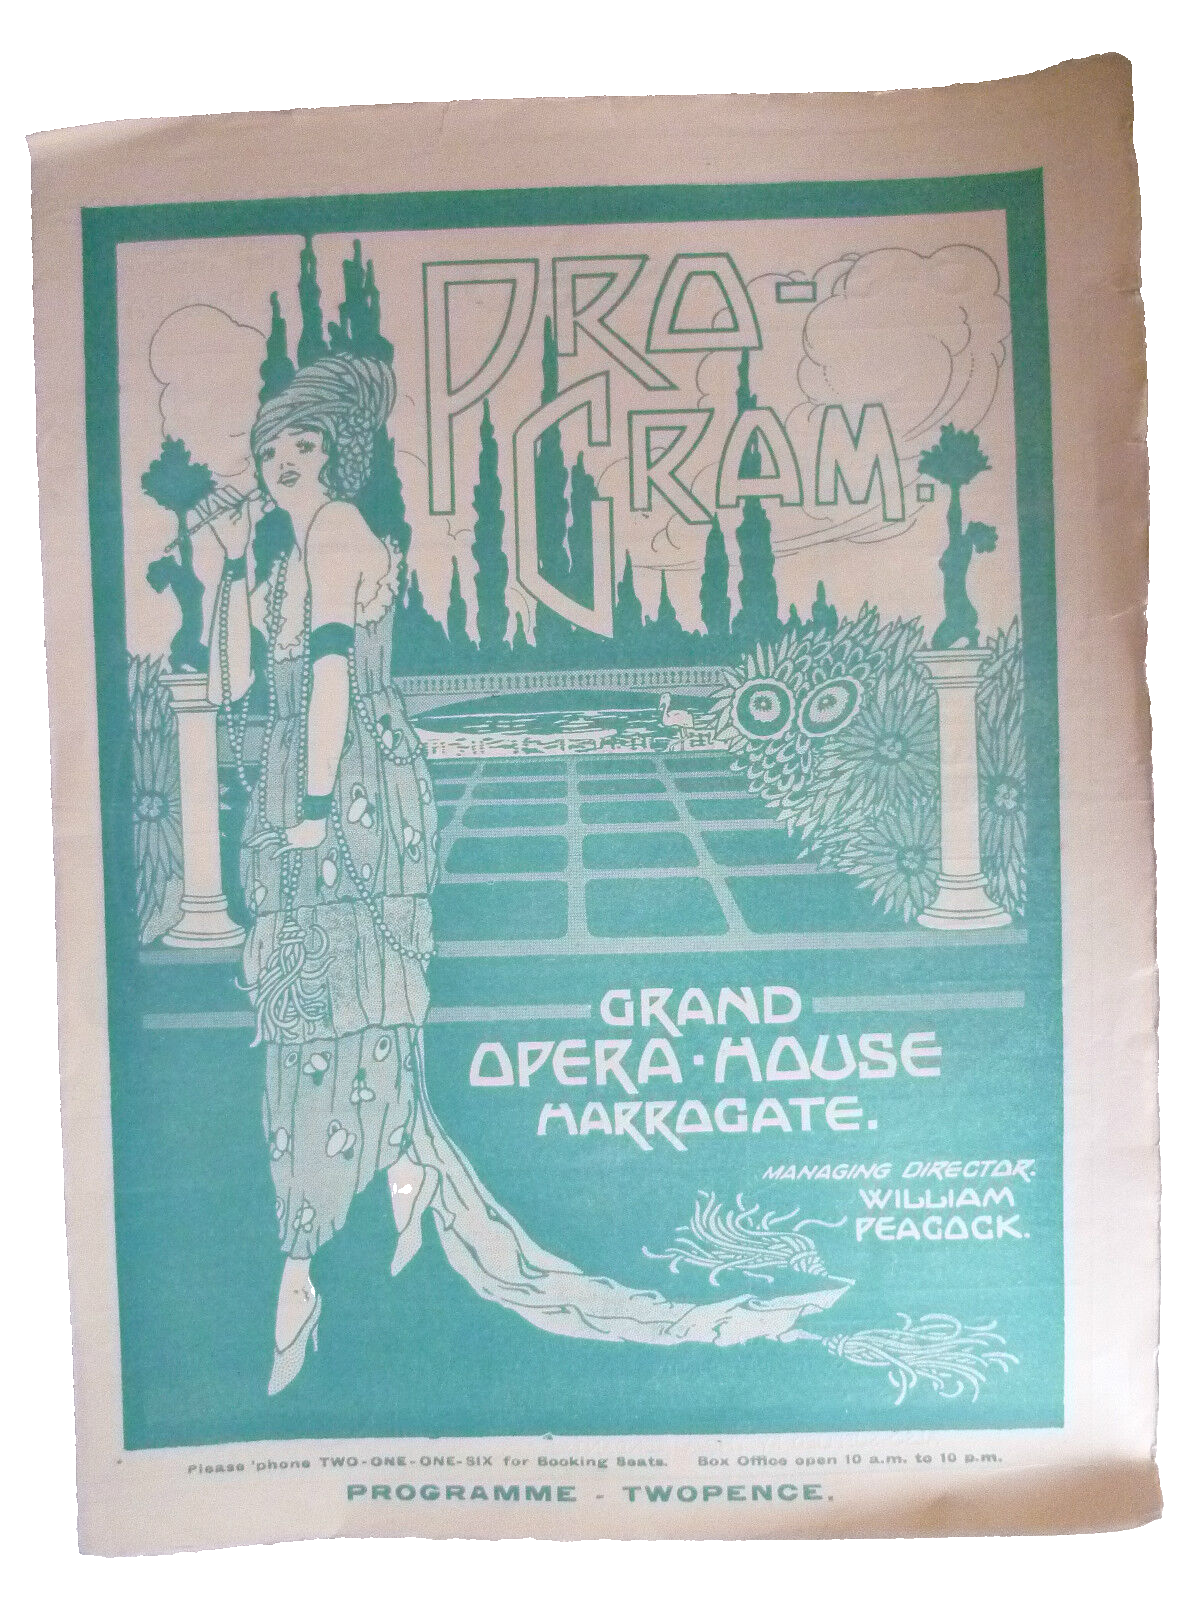 PRO-
GRAM.
GRAND
OPERA · HOUSE
HARROGATE.
MANAGING DIRECTOR:
WILLIAM
PEACOCK.
Please 'phone TWO-ONE-ONE-SIX for Booking Seats. Box Office open 10 a.m. to 10 p.m.
PROGRAMME - TWOPENCE.